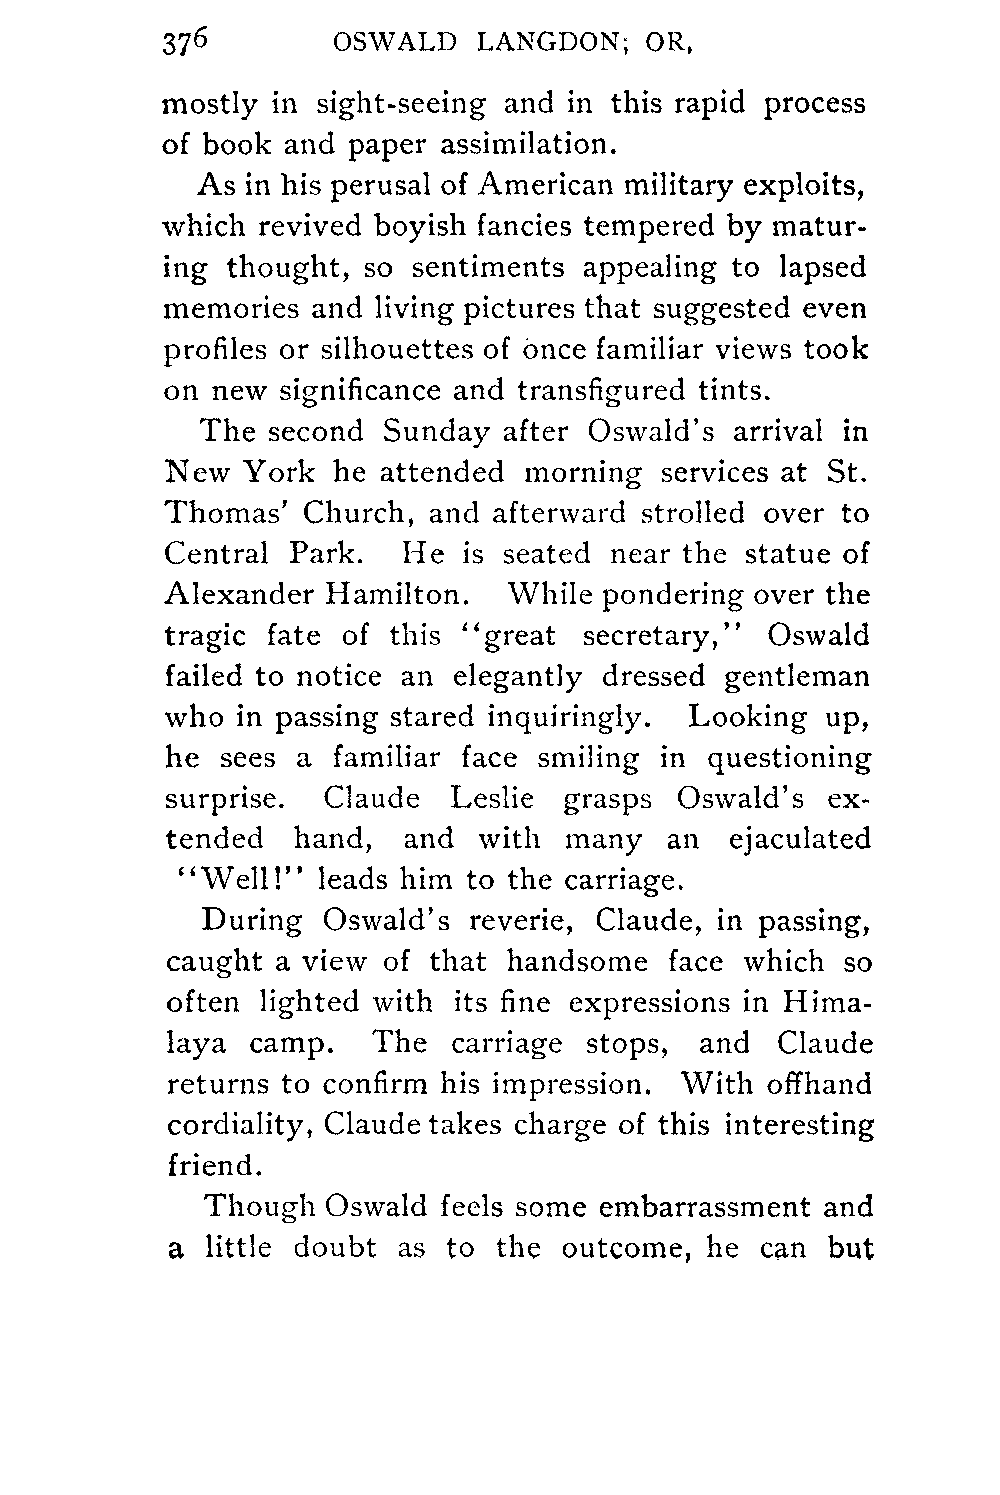 376 OSWALD LANGDON; OR,
mostly in sight-seeing and in this rapid process
of book and paper assimilation.
As in his perusal of American military exploits,
which revived boyish fancies tempered by matur-
ing thought, so sentiments appealing to lapsed
memories and living pictures that suggested even
profiles or silhouettes of once familiar views took
on new significance and transfigured tints.
The second Sunday after Oswald's arrival in
New York he attended morning services at St.
Thomas' Church, and afterward strolled over to
Central Park. He is seated near the statue of
Alexander Hamilton. While pondering over the
tragic fate of this "great secretary," Oswald
failed to notice an elegantly dressed gentleman
who in passing stared inquiringly. Looking up,
he sees a familiar face smiling in questioning
surprise. Claude Leslie grasps Oswald's ex-
tended hand, and with many an ejaculated
"Well!" leads him to the carriage.
During Oswald's reverie, Claude, in passing,
caught a view of that handsome face which so
often lighted with its fine expressions in Hima-
laya camp. The carriage stops, and Claude
returns to confirm his impression. With offhand
cordiality, Claude takes charge of this interesting
friend.
Though Oswald feels some embarrassment and
a little doubt as to the outcome, he can but